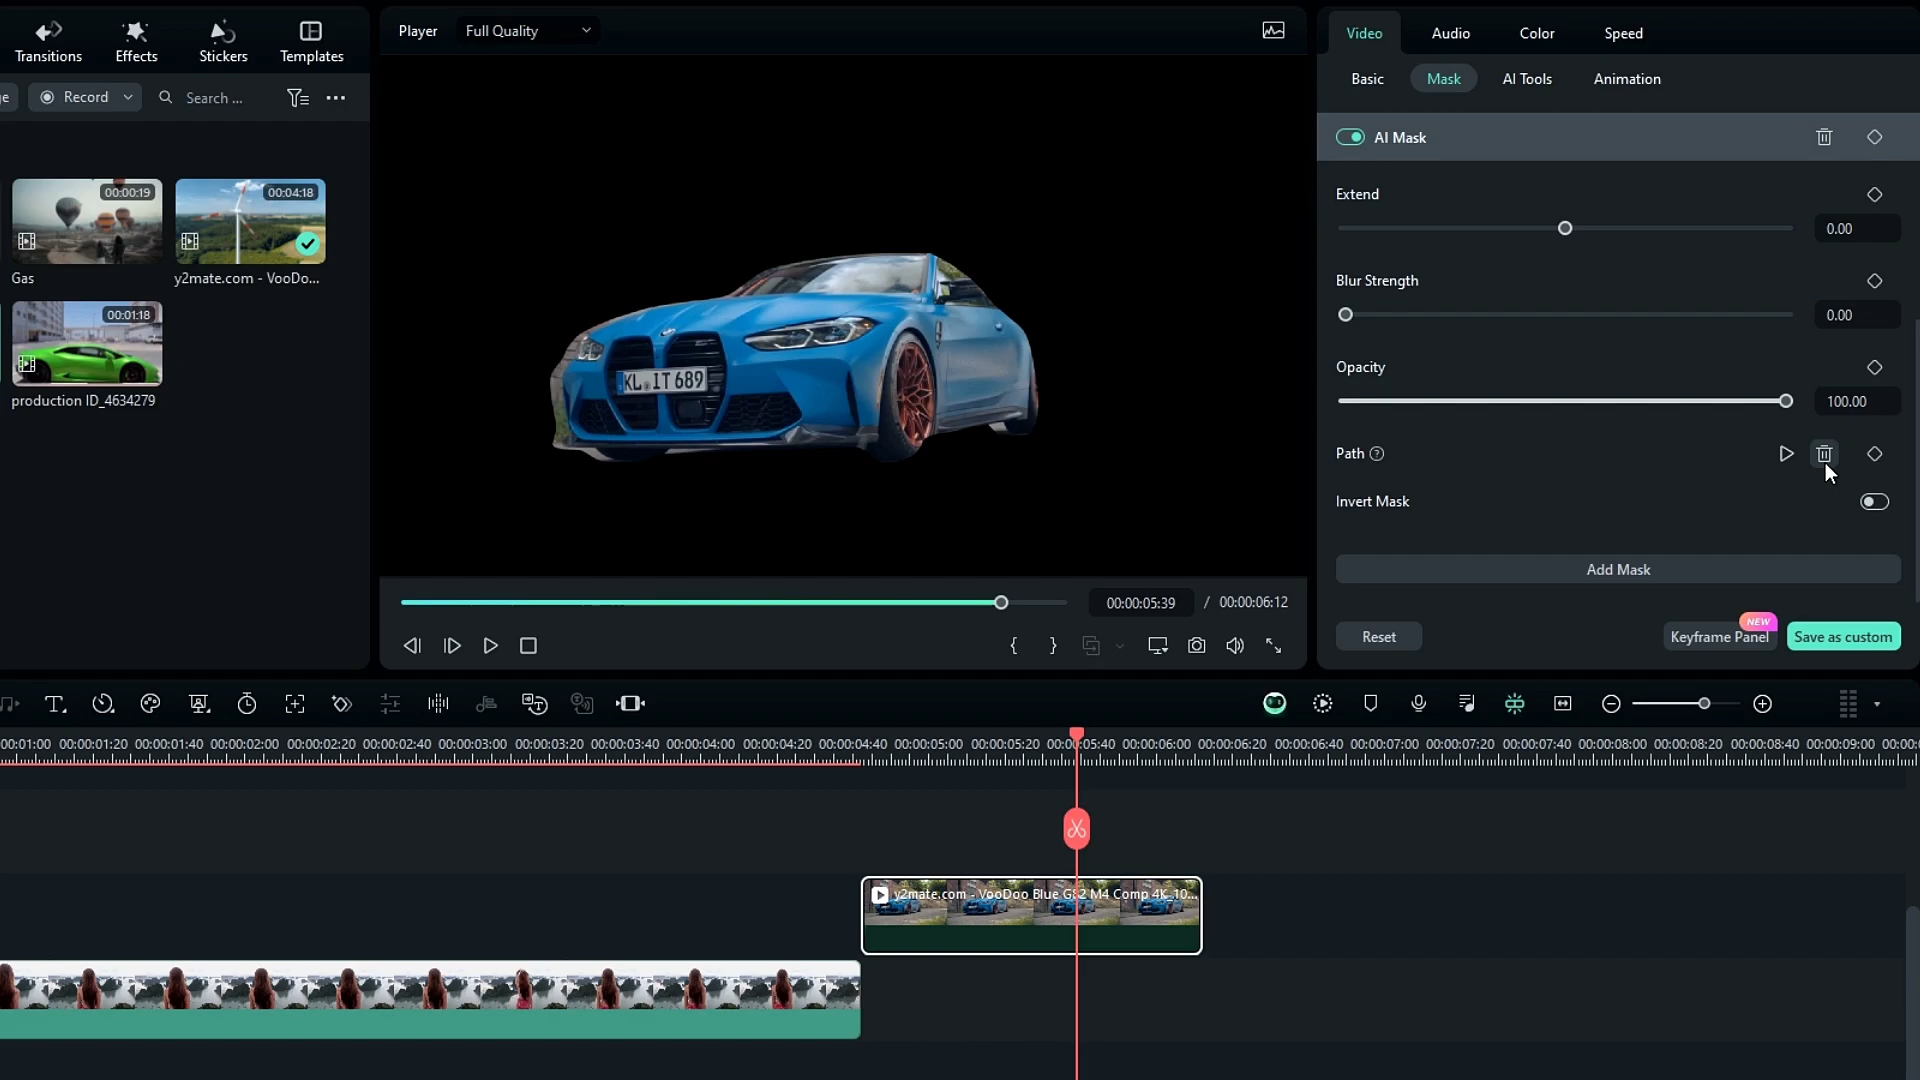 Transitions
Effects
Stickers
Templates
Player
Full Quality
Video
Audio
Color
Speed
Basic
Mask
AI Tools
Animation
Record
Search ...
AI Mask
00:00:19
00:04:18
Gas
y2mate.com - VooDo...
00:01:18
production ID_4634279
KL IT 689
Extend
0.00
Blur Strength
0.00
Opacity
100.00
Path
Invert Mask
Add Mask
NEW
Reset
Keyframe Panel
Save as custom
00:00:05:39 / 00:00:06:12
00:01:00 00:00:01:20 00:00:01:40 00:00:02:00 00:00:02:20 00:00:02:40 00:00:03:00 00:00:03:20 00:00:03:40 00:00:04:00 00:00:04:20 00:00:04:40 00:00:05:00 00:00:05:20 00:00:05:40 00:00:06:00 00:00:06:20 00:00:06:40 00:00:07:00 00:00:07:20 00:00:07:40 00:00:08:00 00:00:08:20 00:00:08:40 00:00:09:00 00:00:
y2mate.com - VooDoo Blue G82 M4 Comp 4K_10...